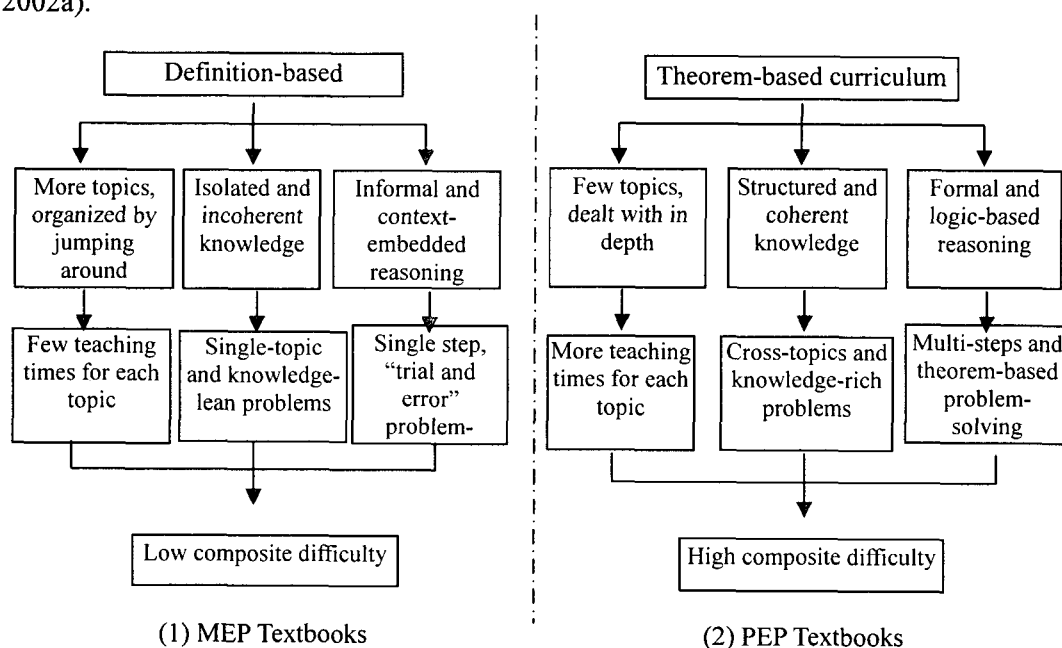 2002a).
Definition-based
More topics,
organized by
jumping
around
Isolated and
incoherent
knowledge
Informal and
context-
embedded
reasoning
Few teaching
times for each
topic
Single-topic
and knowledge-
lean problems
Single step,
“trial and
error”
problem-
Low composite difficulty
(1) MEP Textbooks
Theorem-based curriculum
Few topics,
dealt with in
depth
Structured and
coherent
knowledge
Formal and
logic-based
reasoning
More teaching
times for each
topic
Cross-topics and
knowledge-rich
problems
Multi-steps and
theorem-based
problem-
solving
High composite difficulty
(2) PEP Textbooks